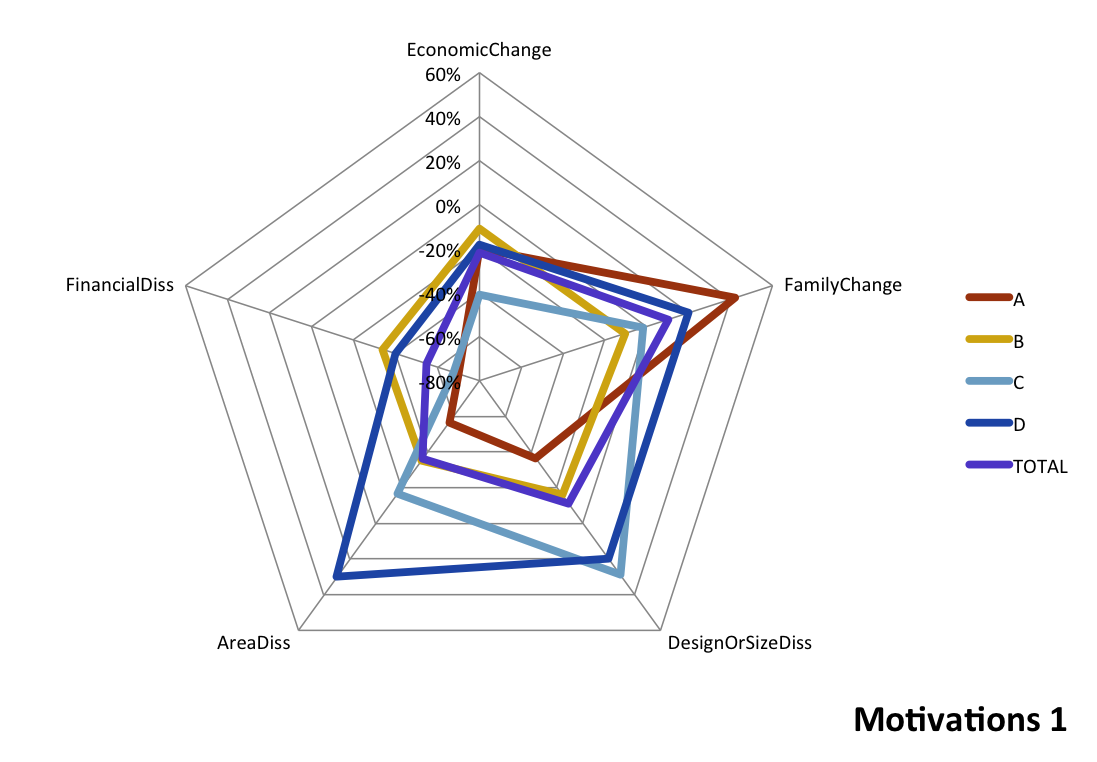 EconomicChange
60%
40%
20%
0%
-20%
-40%
-60%
-80%
FinancialDiss
FamilyChange
AreaDiss
DesignOrSizeDiss
A
B
C
D
TOTAL
Motivations 1